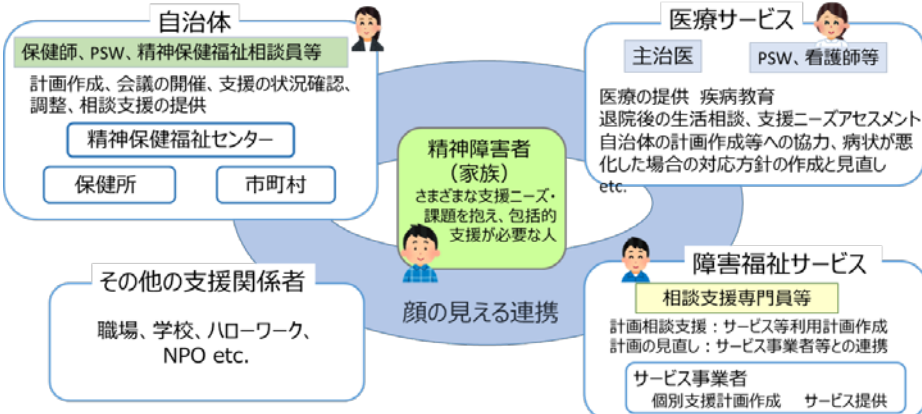 自治体
保健師、PSW、精神保健福祉相談員等
計画作成、会議の開催、支援の状況確認、
調整、相談支援の提供
精神保健福祉センター
保健所
市町村
医療サービス
主治医
PSW、看護師等
医療の提供 疾病教育
退院後の生活相談、支援ニーズアセスメント
自治体の計画作成等への協力、病状が悪
化した場合の対応方針の作成と見直し
etc.
精神障害者
（家族）
さまざまな支援ニーズ・
課題を抱え、包括的
支援が必要な人
顔の見える連携
その他の支援関係者
職場、学校、ハローワーク、
NPO etc.
障害福祉サービス
相談支援専門員等
計画相談支援：サービス等利用計画作成
計画の見直し：サービス事業者等との連携
サービス事業者
個別支援計画作成 サービス提供